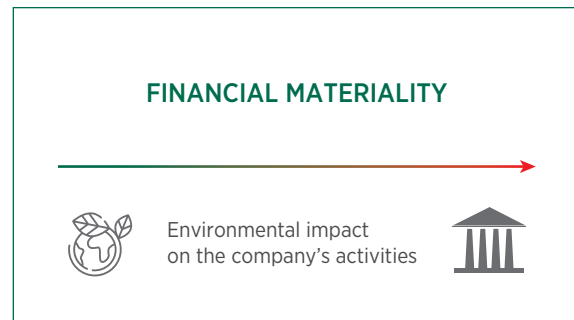 FINANCIAL MATERIALITY
Environmental impact
on the company's activities